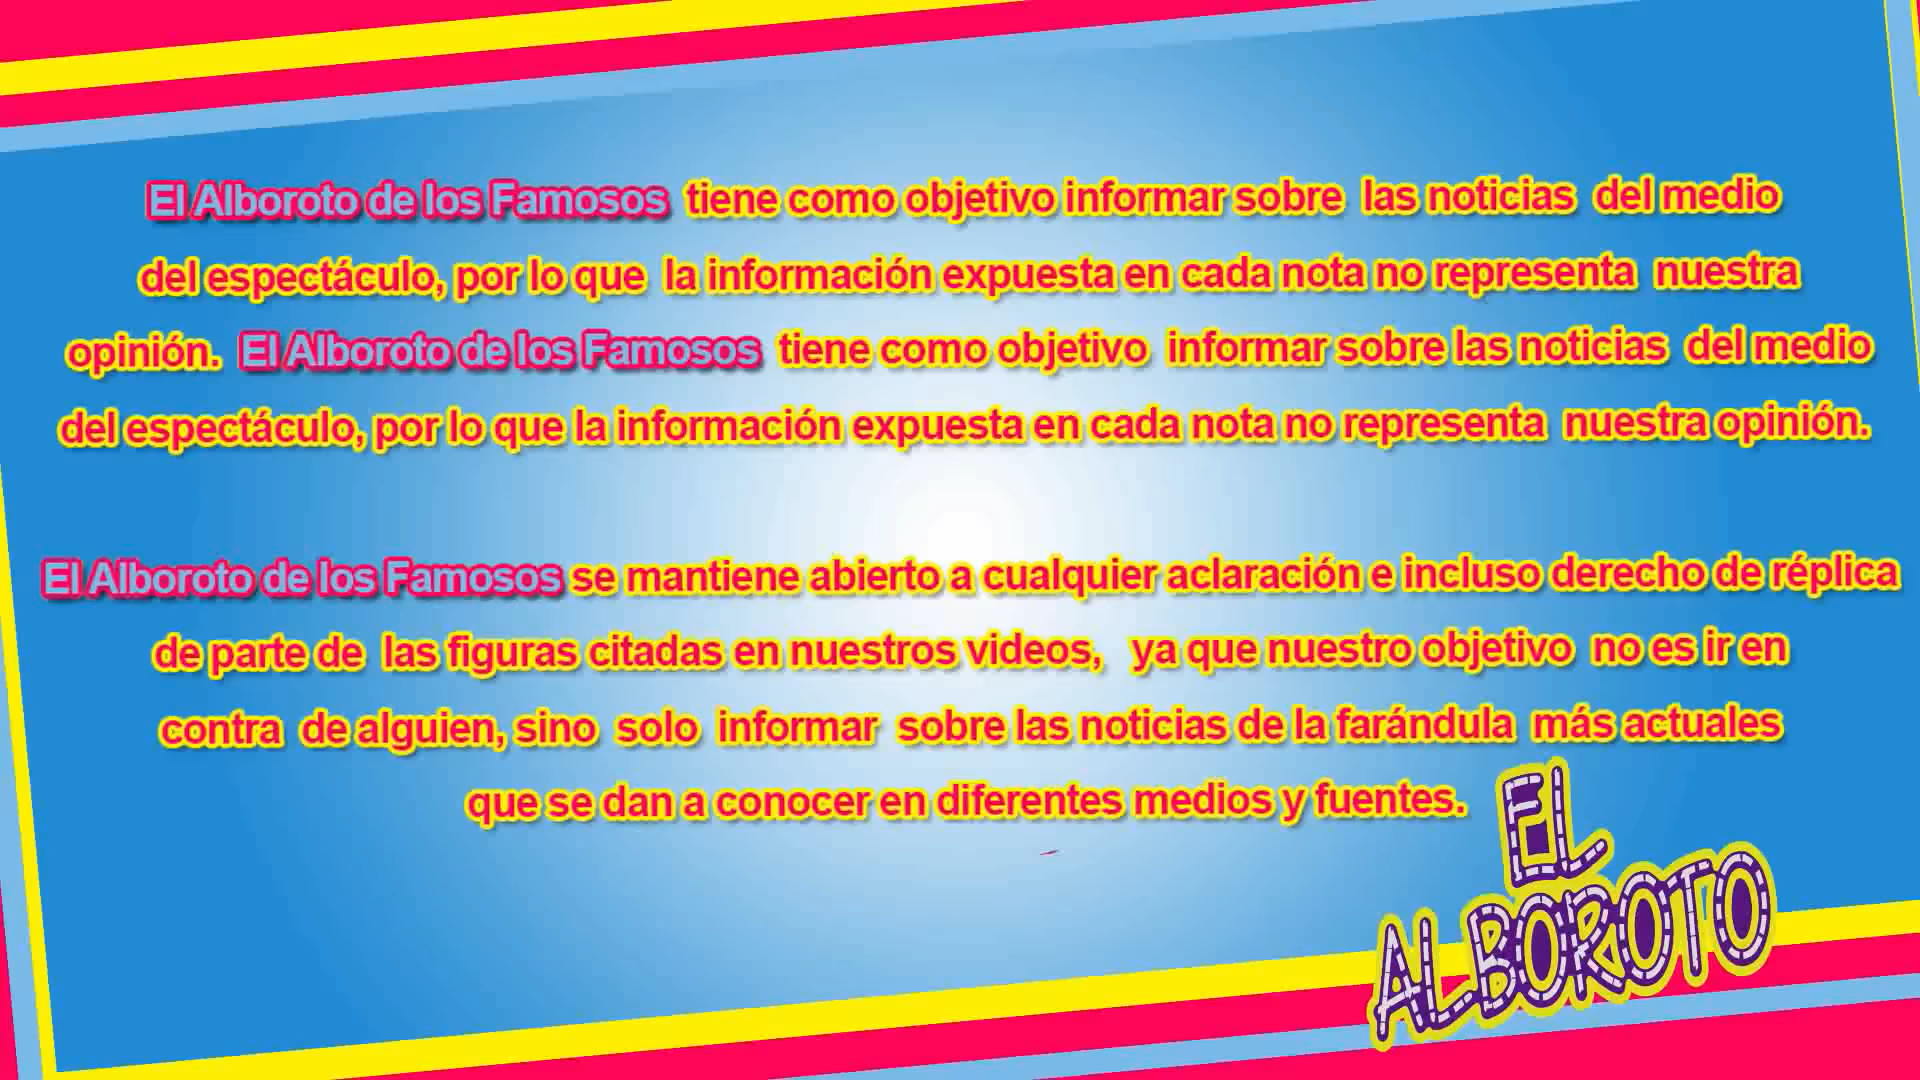 El Alboroto de los Famosos tiene como objetivo informar sobre las noticias del medio
del espectáculo, por lo que la información expuesta en cada nota no representa nuestra
opinión. El Alboroto de los Famosos tiene como objetivo informar sobre las noticias del medio
del espectáculo, por lo que la información expuesta en cada nota no representa nuestra opinión.
El Alboroto de los Famosos se mantiene abierto a cualquier aclaración e incluso derecho de réplica
de parte de las figuras citadas en nuestros videos, ya que nuestro objetivo no es ir en
contra de alguien, sino solo informar sobre las noticias de la farándula más actuales
que se dan a conocer en diferentes medios y fuentes.
EL
ALBOROTO